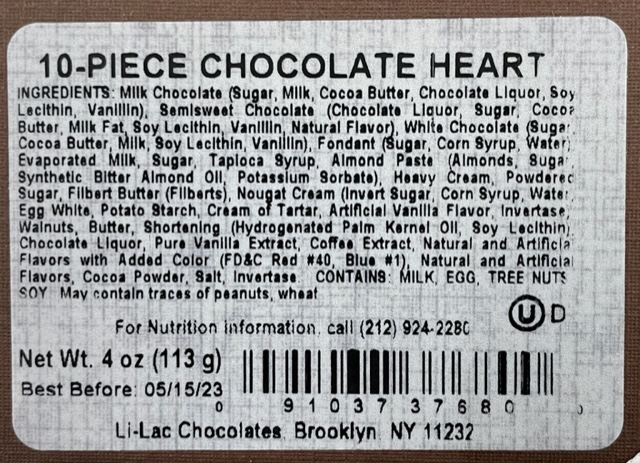 10-PIECE CHOCOLATE HEART
INGREDIENTS: Milk Chocolate (Sugar, Milk, Cocoa Butter, Chocolate Liquor, Soy
Lecithin, Vanillin), Semisweet Chocolate (Chocolate Liquor, Sugar, Cocoa
Butter, Milk Fat, Soy Lecithin, Vanillin, Natural Flavor), White Chocolate (Sugar,
Cocoa Butter, Milk, Soy Lecithin, Vanillin), Fondant (Sugar, Corn Syrup, Water)
Evaporated Milk, Sugar, Tapioca Syrup, Almond Paste (Almonds, Sugar
Synthetic Bitter Almond Oil, Potassium Sorbate), Heavy Cream, Powdered
Sugar, Filbert Butter (Filberts), Nougat Cream (Invert Sugar, Corn Syrup, Water,
Egg White, Potato Starch, Cream of Tartar, Artificial Vanilla Flavor, Invertase,
Walnuts, Butter, Shortening (Hydrogenated Palm Kernel Oil, Soy Lecithin)
Chocolate Liquor, Pure Vanilla Extract, Coffee Extract, Natural and Artificial
Flavors with Added Color (FD&C Red #40, Blue #1), Natural and Artificial
Flavors, Cocoa Powder, Salt, Invertase. CONTAINS: MILK, EGG, TREE NUTS
SOY. May contain traces of peanuts, wheat
U D
For Nutrition information, call (212) 924-2280
Net Wt. 4 oz (113 g)
Best Before: 05/15/23
0 91037 37680
Li-Lac Chocolates, Brooklyn, NY 11232